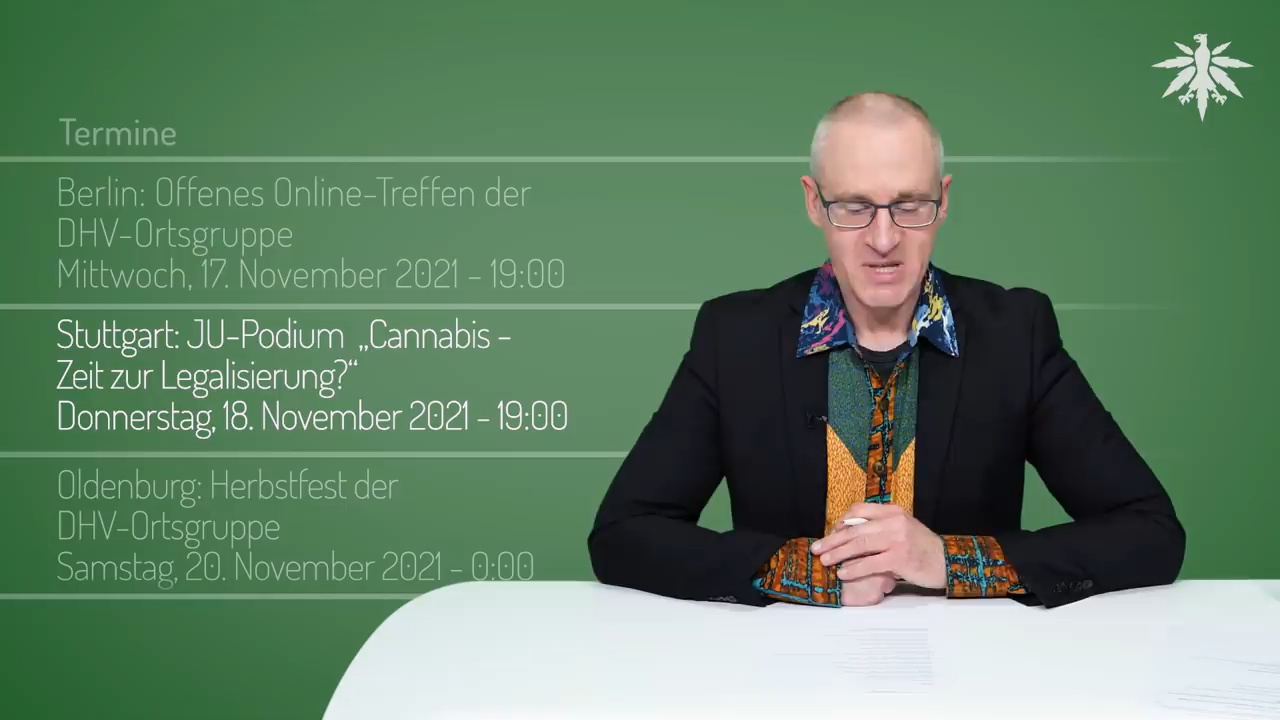 Termine
Berlin: Offenes Online-Treffen der
DHV-Ortsgruppe
Mittwoch, 17. November 2021 - 19:00
Stuttgart: JU-Podium „Cannabis -
Zeit zur Legalisierung?“
Donnerstag, 18. November 2021 - 19:00
Oldenburg: Herbstfest der
DHV-Ortsgruppe
Samstag, 20. November 2021 - 0:00